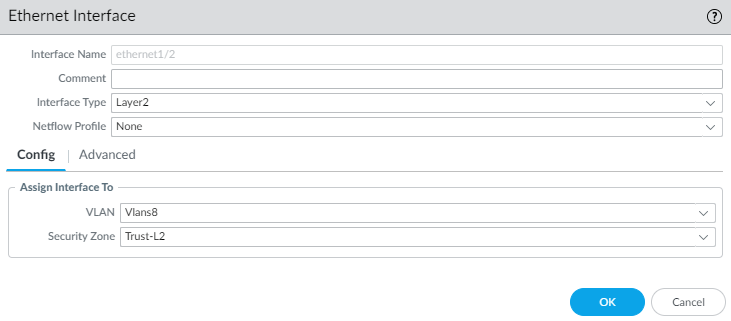 Ethernet Interface
Interface Name ethernet1/2
Comment
Interface Type Layer2
Netflow Profile None
Config Advanced
Assign Interface To
VLAN Vlans8
Security Zone Trust-L2
OK Cancel